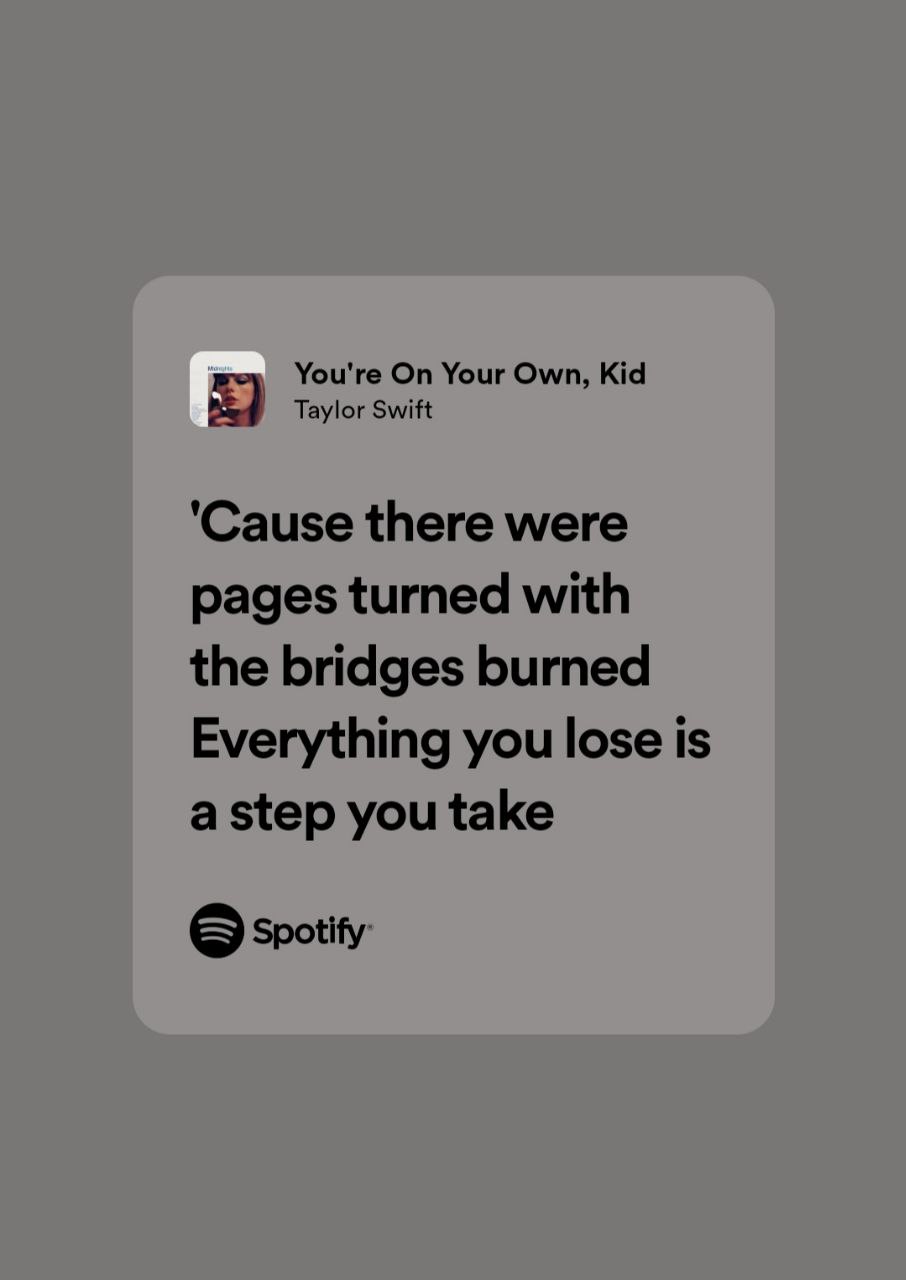 Midnights
You're On Your Own, Kid
Taylor Swift
'Cause there were
pages turned with
the bridges burned
Everything you lose is
a step you take
Spotify®